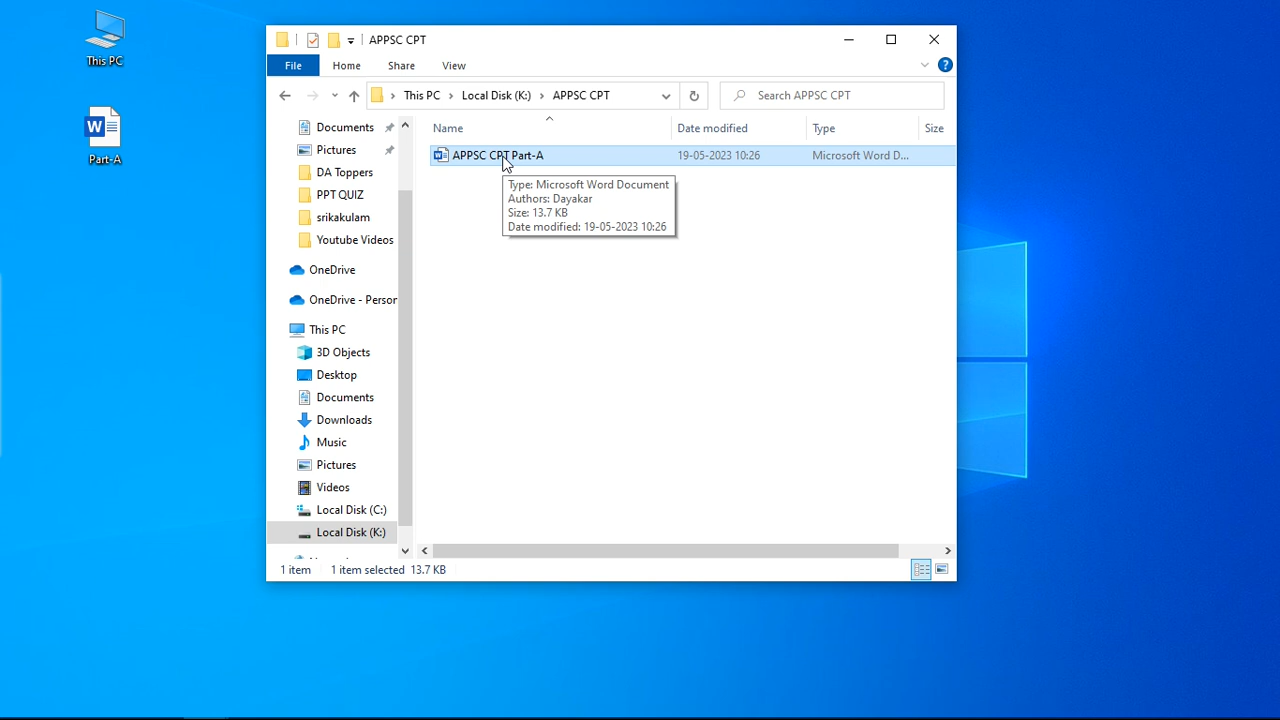 This PC
Part-A
APPSC CPT
File Home Share View
This PC Local Disk (K:) APPSC CPT
Search APPSC CPT
Documents
Pictures
DA Toppers
PPT QUIZ
srikakulam
Youtube Videos
OneDrive
OneDrive - Person
This PC
3D Objects
Desktop
Documents
Downloads
Music
Pictures
Videos
Local Disk (C:)
Local Disk (K:)
Name Date modified Type Size
APPSC CPT Part-A 19-05-2023 10:26 Microsoft Word D...
Type: Microsoft Word Document
Authors: Dayakar
Size: 13.7 KB
Date modified: 19-05-2023 10:26
1 item 1 item selected 13.7 KB